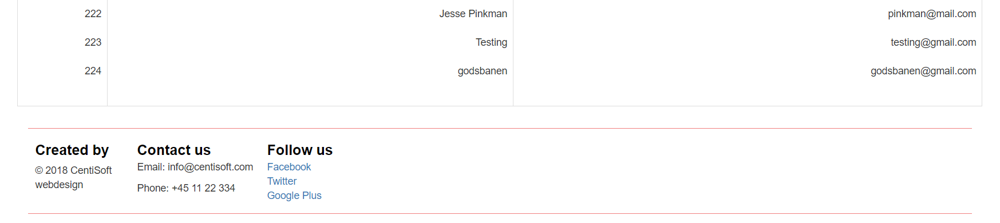 222 Jesse Pinkman pinkman@mail.com
223 Testing testing@gmail.com
224 godsbanen godsbanen@gmail.com
Created by
© 2018 CentiSoft
webdesign
Contact us
Email: info@centisoft.com
Phone: +45 11 22 334
Follow us
Facebook
Twitter
Google Plus